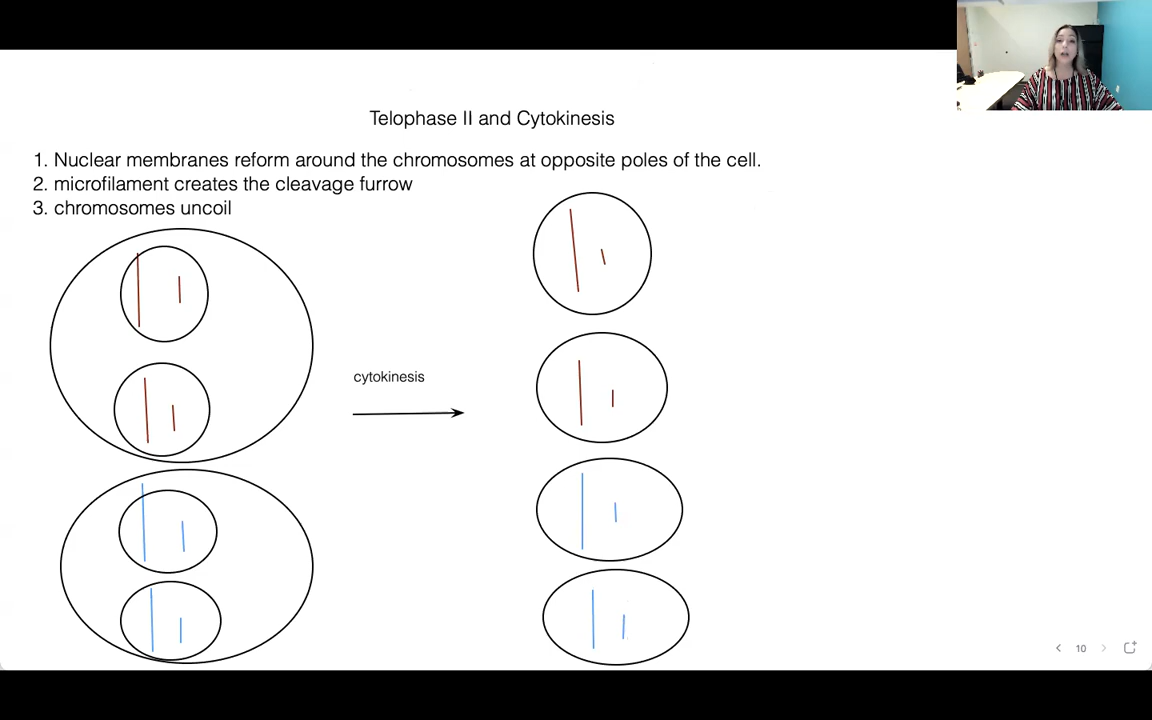 Telophase II and Cytokinesis
1. Nuclear membranes reform around the chromosomes at opposite poles of the cell.
2. microfilament creates the cleavage furrow
3. chromosomes uncoil
cytokinesis
10